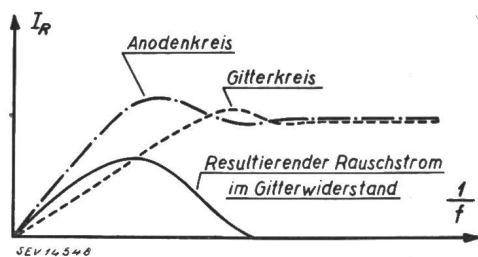 I_R
Anodenkreis
Gitterkreis
Resultierender Rauschstrom
im Gitterwiderstand
1/f
SEV14548